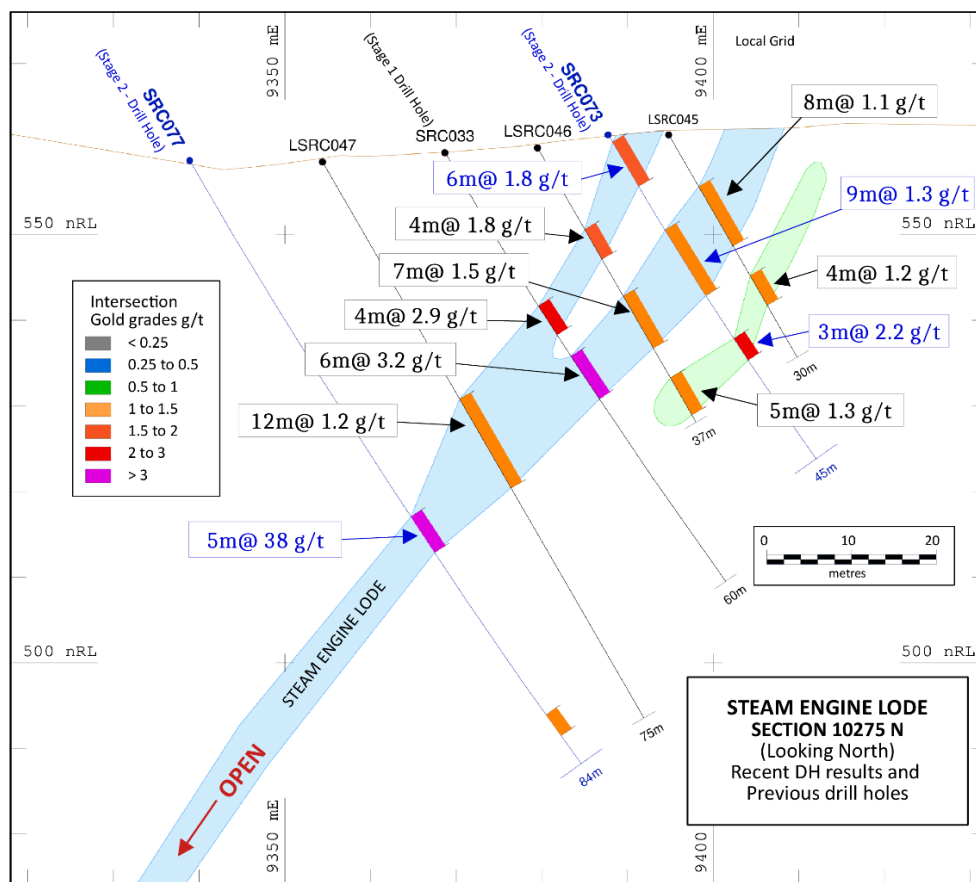 9350 mE
9400 mE
Local Grid
SRC077
(Stage 2 - Drill Hole)
LSRC047
(Stage 1 Drill Hole)
SRC033
LSRC046
SRC073
(Stage 2 - Drill Hole)
LSRC045
8m@ 1.1 g/t
6m@ 1.8 g/t
9m@ 1.3 g/t
550 nRL
4m@ 1.8 g/t
550 nRL
7m@ 1.5 g/t
4m@ 1.2 g/t
4m@ 2.9 g/t
3m@ 2.2 g/t
6m@ 3.2 g/t
30m
12m@ 1.2 g/t
5m@ 1.3 g/t
37m
45m
Intersection
Gold grades g/t
< 0.25
0.25 to 0.5
0.5 to 1
1 to 1.5
1.5 to 2
2 to 3
> 3
5m@ 38 g/t
0 10 20
metres
60m
STEAM ENGINE LODE
500 nRL
500 nRL
75m
84m
OPEN
STEAM ENGINE LODE
SECTION 10275 N
(Looking North)
Recent DH results and
Previous drill holes
9350 mE
9400 mE